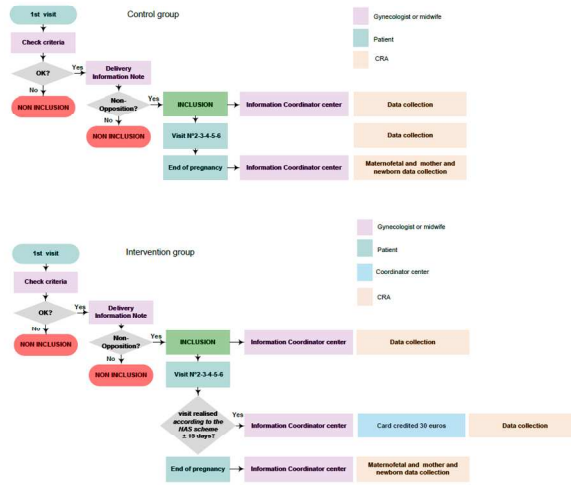 Control group
Gynecologist or midwife
Patient
CRA
1st visit
Check criteria
OK?
Yes
No
NON INCLUSION
Delivery
Information Note
Non-
Opposition?
Yes
No
NON INCLUSION
INCLUSION
Information Coordinator center
Data collection
Visit N°2-3-4-5-6
Data collection
End of pregnancy
Information Coordinator center
Maternofetal and mother and
newborn data collection
Intervention group
Gynecologist or midwife
Patient
Coordinator center
CRA
1st visit
Check criteria
OK?
Yes
No
NON INCLUSION
Delivery
Information Note
Non-
Opposition?
Yes
No
NON INCLUSION
INCLUSION
Information Coordinator center
Data collection
Visit N°2-3-4-5-6
visit realised
according to the
HAS scheme
± 10 days?
Yes
Information Coordinator center
Card credited 30 euros
Data collection
End of pregnancy
Information Coordinator center
Maternofetal and mother and
newborn data collection